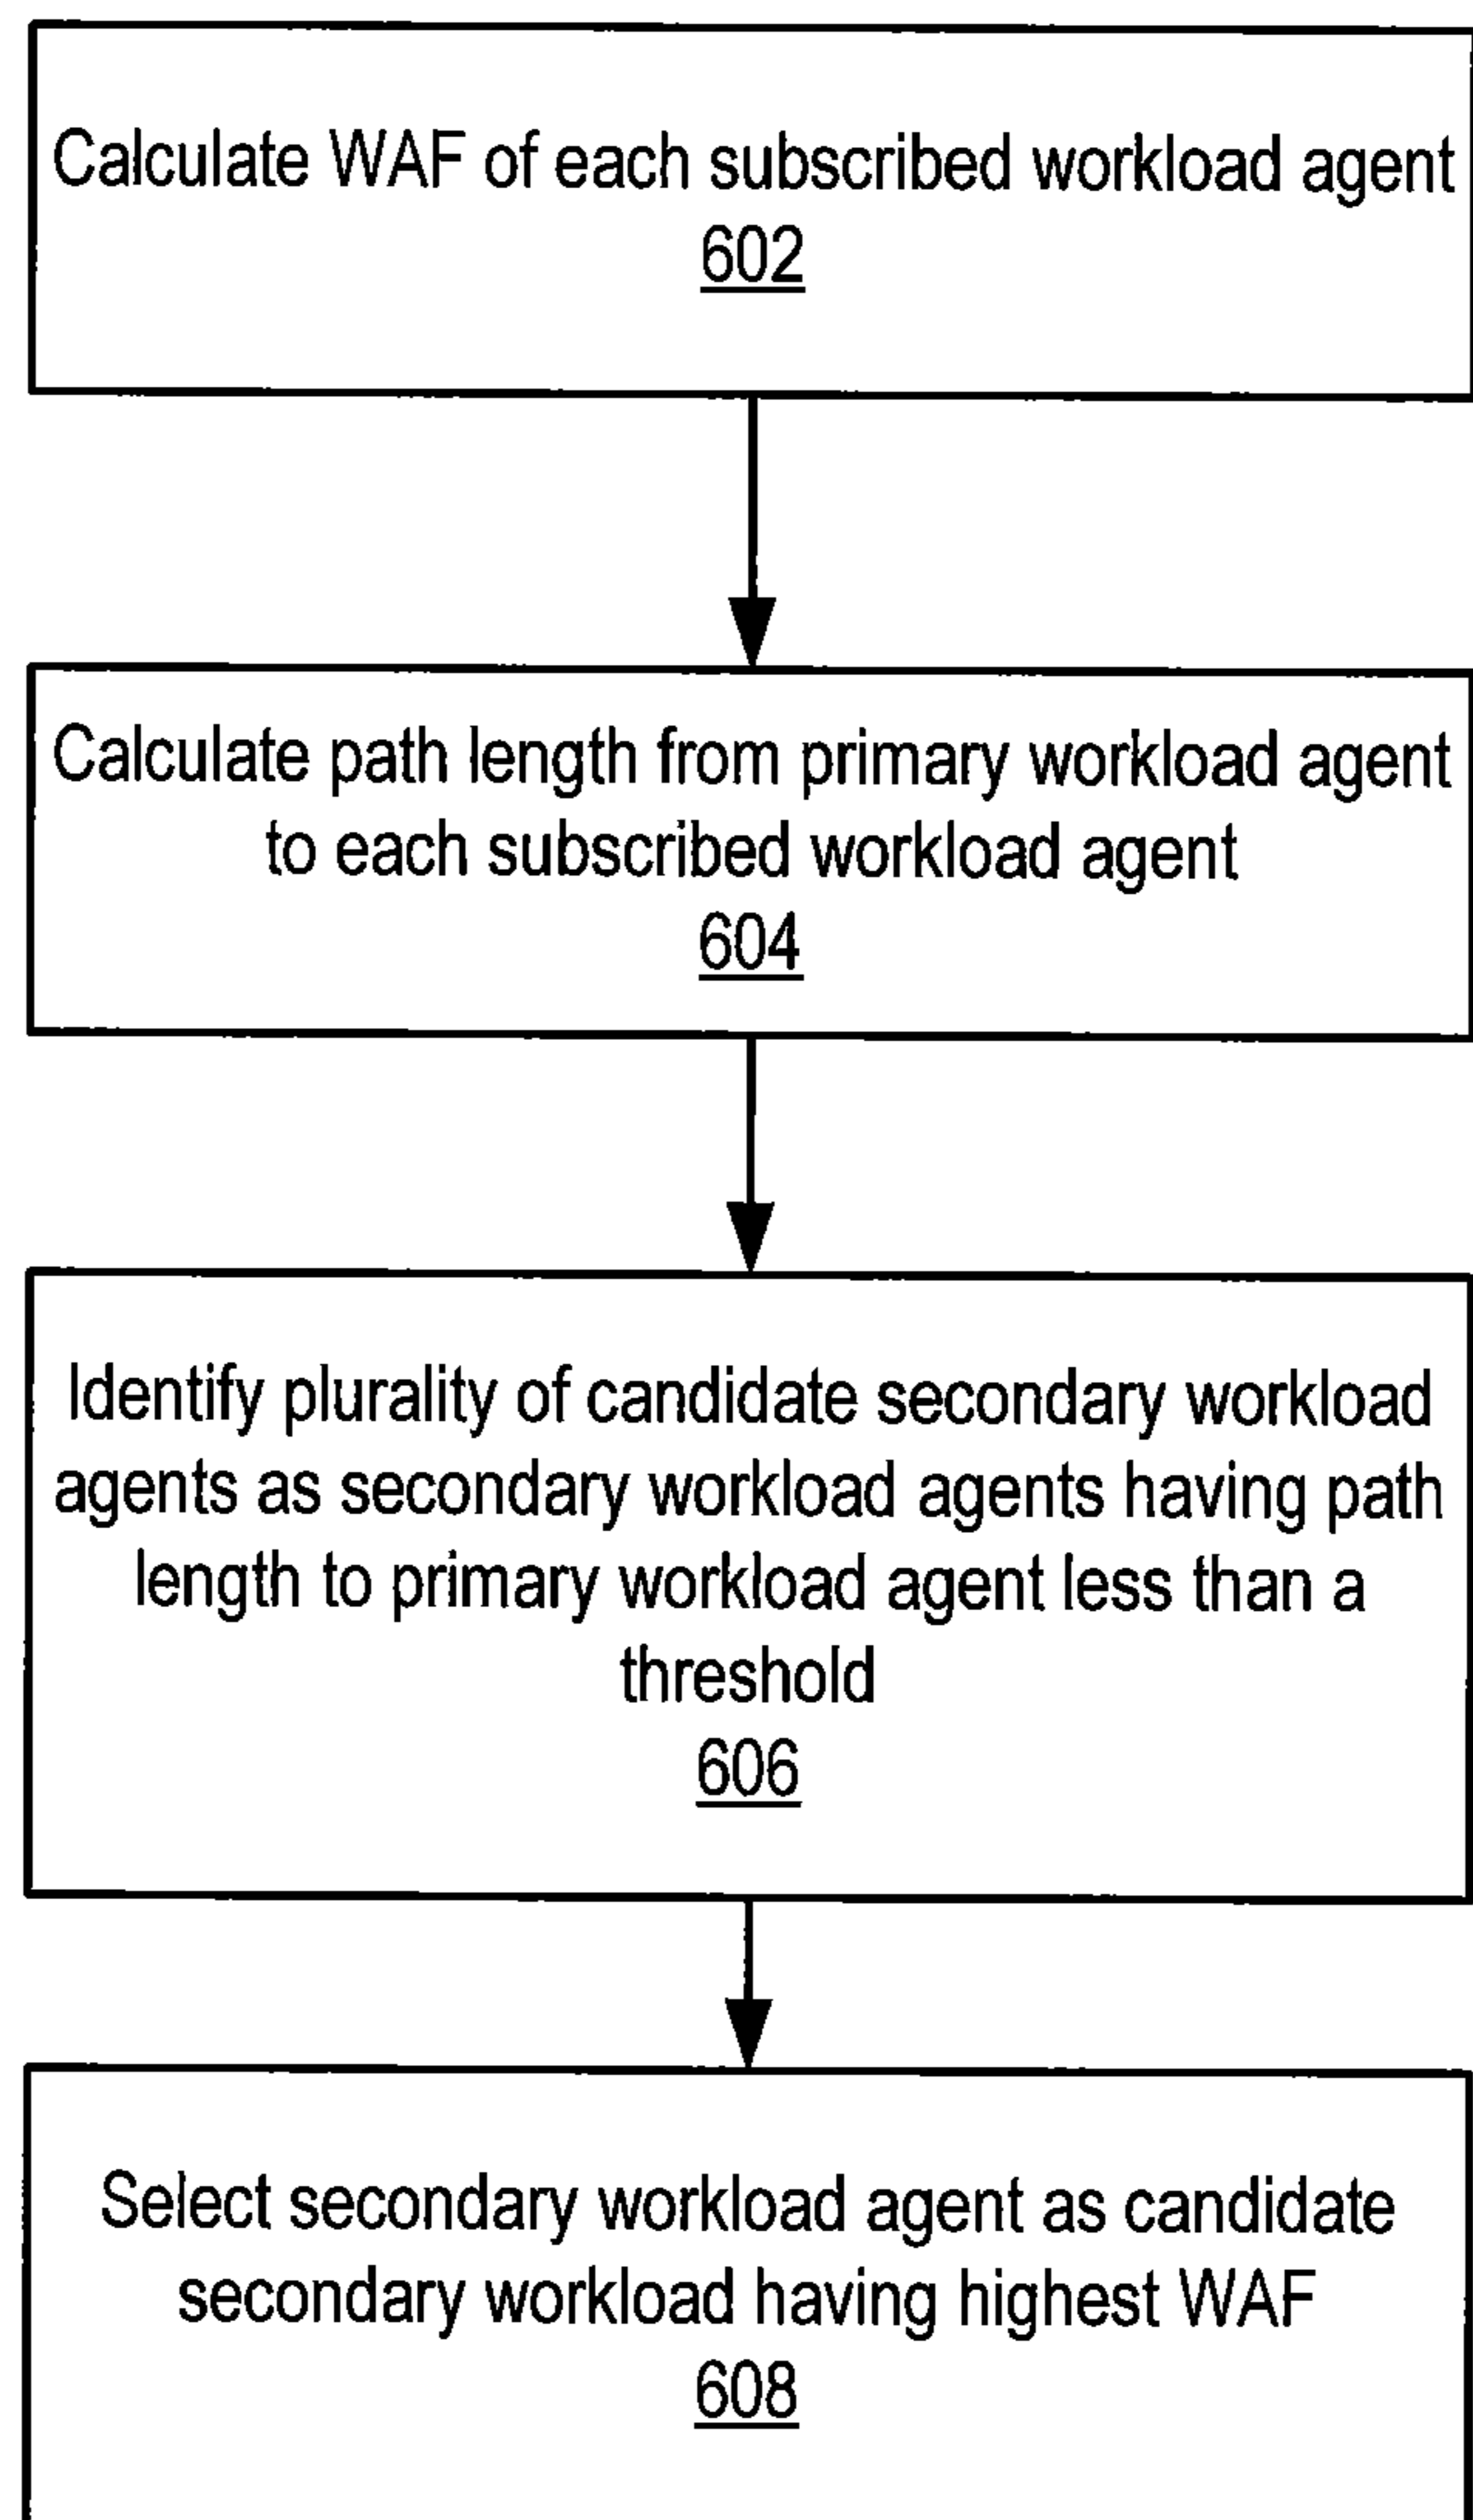 Calculate WAF of each subscribed workload agent
602
Calculate path length from primary workload agent
to each subscribed workload agent
604
Identify plurality of candidate secondary workload
agents as secondary workload agents having path
length to primary workload agent less than a
threshold
606
Select secondary workload agent as candidate
secondary workload having highest WAF
608